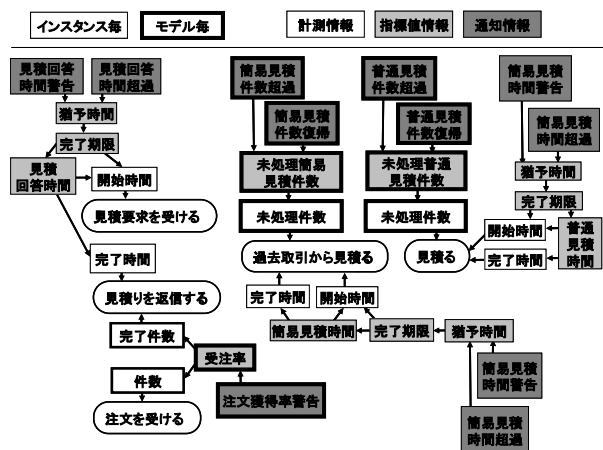 インスタンス毎
モデル毎
計測情報
指標値情報
通知情報
見積回答
時間警告
見積回答
時間超過
猶予時間
完了期限
見積
回答時間
開始時間
見積要求を受ける
完了時間
見積りを返信する
完了件数
受注率
件数
注文獲得率警告
注文を受ける
簡易見積
件数超過
簡易見積
件数復帰
未処理簡易
見積件数
未処理件数
過去取引から見積る
完了時間
開始時間
簡易見積時間
完了期限
猶予時間
簡易見積
時間警告
簡易見積
時間超過
普通見積
件数超過
普通見積
件数復帰
未処理普通
見積件数
未処理件数
見積る
簡易見積
時間警告
簡易見積
時間超過
猶予時間
完了期限
開始時間
完了時間
普通
見積
時間